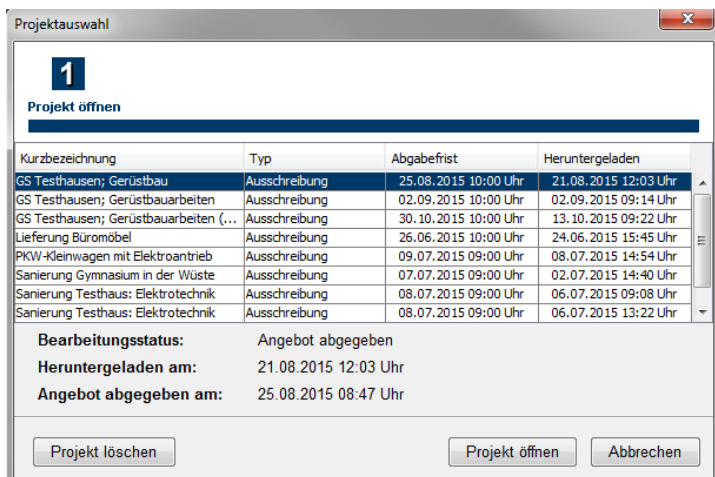 Projektauswahl
x
1
Projekt öffnen
Kurzbezeichnung Typ Abgabefrist Heruntergeladen
GS Testhausen; Gerüstbau Ausschreibung 25.08.2015 10:00 Uhr 21.08.2015 12:03 Uhr
GS Testhausen; Gerüstbauarbeiten Ausschreibung 02.09.2015 10:00 Uhr 02.09.2015 09:14 Uhr
GS Testhausen; Gerüstbauarbeiten (... Ausschreibung 30.10.2015 10:00 Uhr 13.10.2015 09:22 Uhr
Lieferung Büromöbel Ausschreibung 26.06.2015 10:00 Uhr 24.06.2015 15:45 Uhr
PKW-Kleinwagen mit Elektroantrieb Ausschreibung 09.07.2015 09:00 Uhr 08.07.2015 14:54 Uhr
Sanierung Gymnasium in der Wüste Ausschreibung 07.07.2015 09:00 Uhr 02.07.2015 14:40 Uhr
Sanierung Testhaus: Elektrotechnik Ausschreibung 08.07.2015 09:00 Uhr 06.07.2015 09:08 Uhr
Sanierung Testhaus: Elektrotechnik Ausschreibung 08.07.2015 09:00 Uhr 06.07.2015 13:22 Uhr
Bearbeitungsstatus: Angebot abgegeben
Heruntergeladen am: 21.08.2015 12:03 Uhr
Angebot abgegeben am: 25.08.2015 08:47 Uhr
Projekt löschen Projekt öffnen Abbrechen